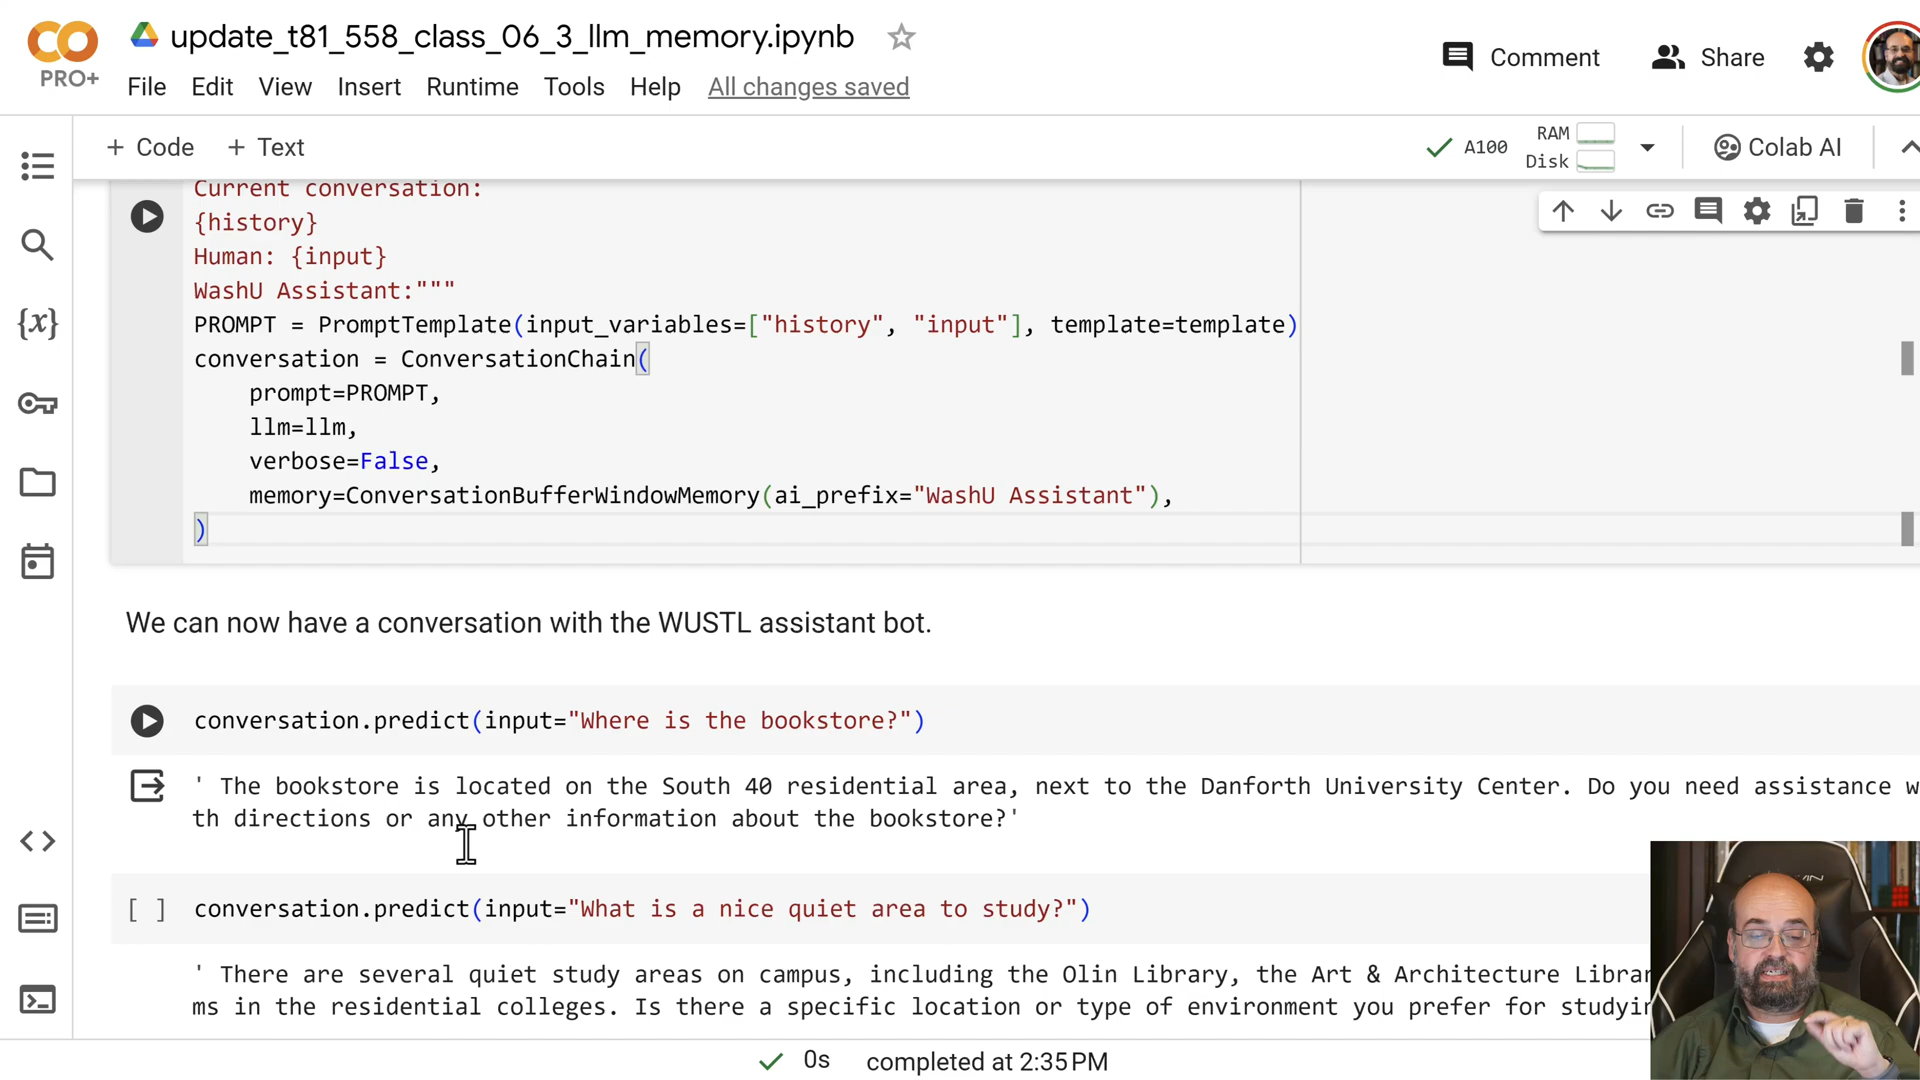 update_t81_558_class_06_3_llm_memory.ipynb
PRO+
File Edit View Insert Runtime Tools Help All changes saved
Comment
Share
+ Code + Text
A100
RAM
Disk
Colab AI
Current conversation:
{history}
Human: {input}
WashU Assistant:"""
PROMPT = PromptTemplate(input_variables=["history", "input"], template=template)
conversation = ConversationChain(
    prompt=PROMPT,
    llm=llm,
    verbose=False,
    memory=ConversationBufferWindowMemory(ai_prefix="WashU Assistant"),
)
We can now have a conversation with the WUSTL assistant bot.
conversation.predict(input="Where is the bookstore?")
' The bookstore is located on the South 40 residential area, next to the Danforth University Center. Do you need assistance w
th directions or any other information about the bookstore?'
[ ] conversation.predict(input="What is a nice quiet area to study?")
' There are several quiet study areas on campus, including the Olin Library, the Art & Architecture Librar
ms in the residential colleges. Is there a specific location or type of environment you prefer for studyin
0s completed at 2:35 PM